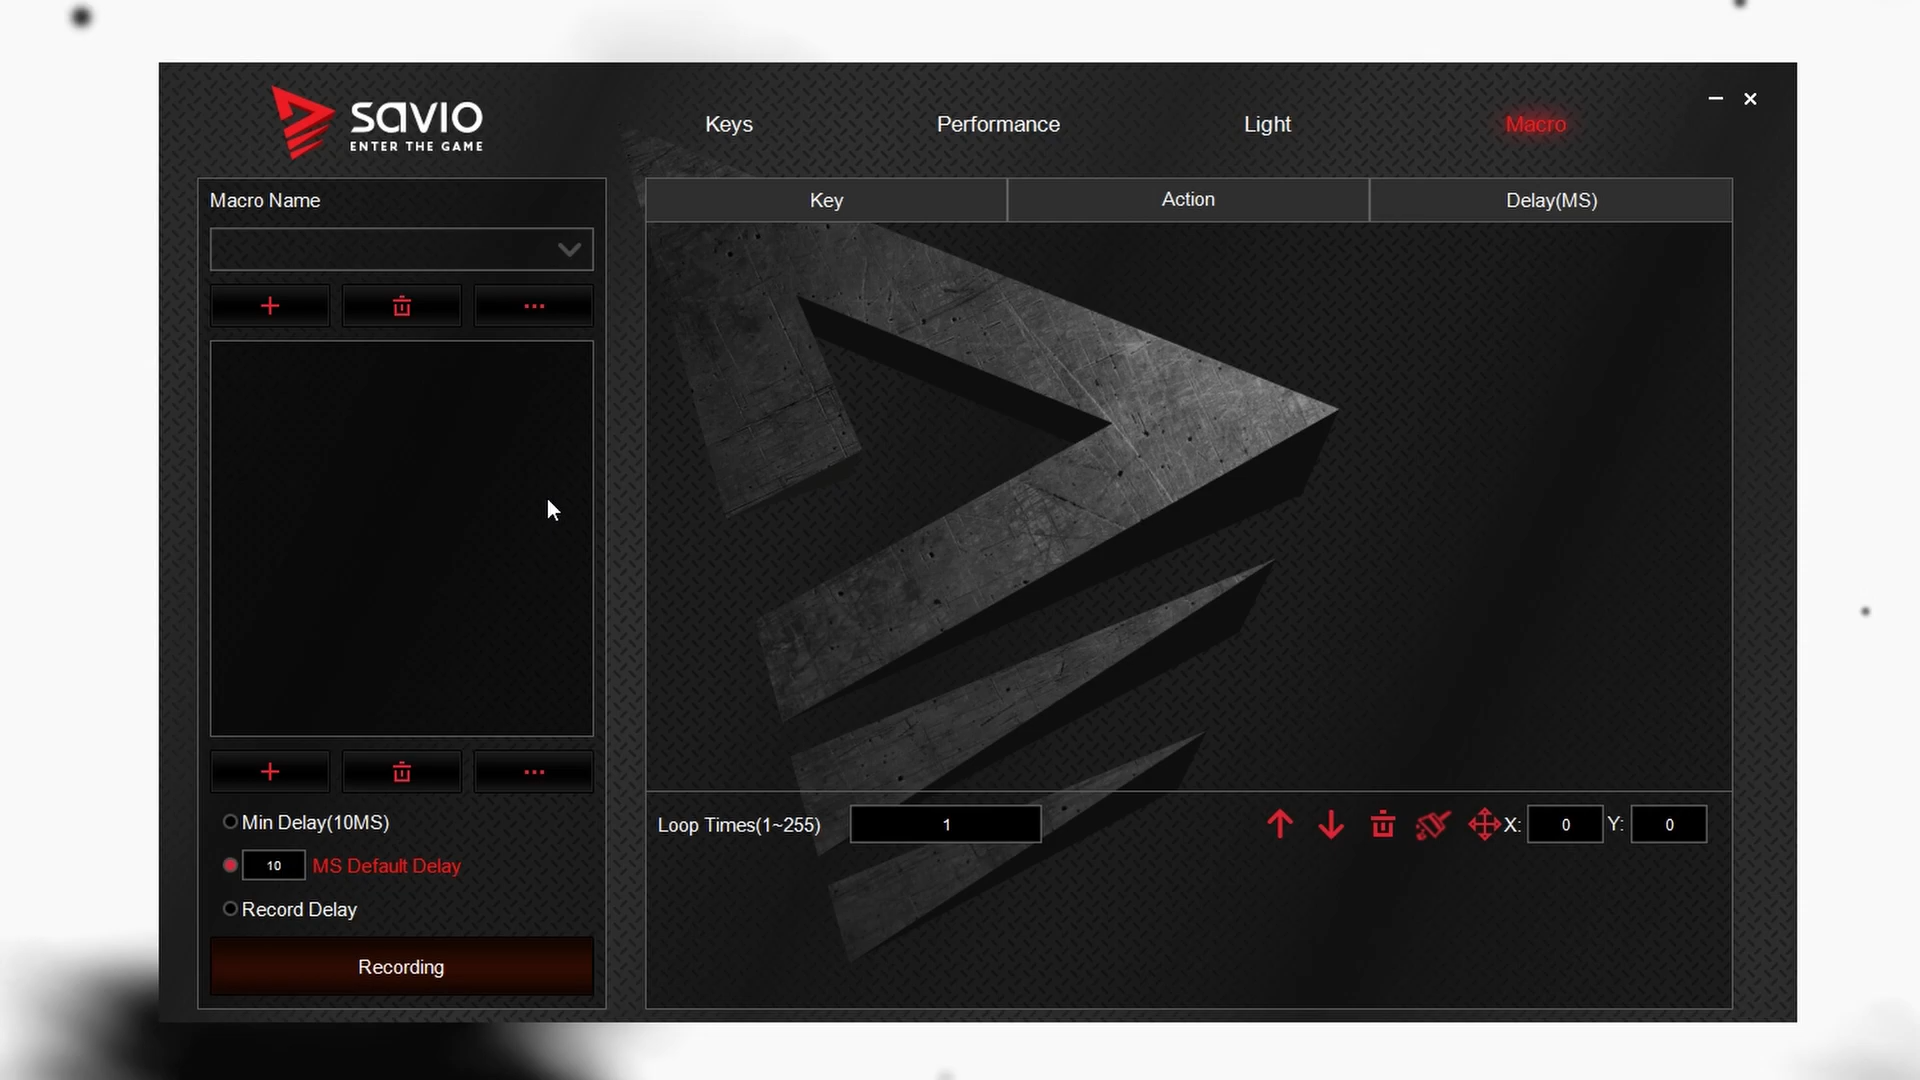 savio
ENTER THE GAME
Keys
Performance
Light
Macro
Macro Name
Key
Action
Delay(MS)
Min Delay(10MS)
10 MS Default Delay
Record Delay
Recording
Loop Times(1~255) 1
X: 0 Y: 0